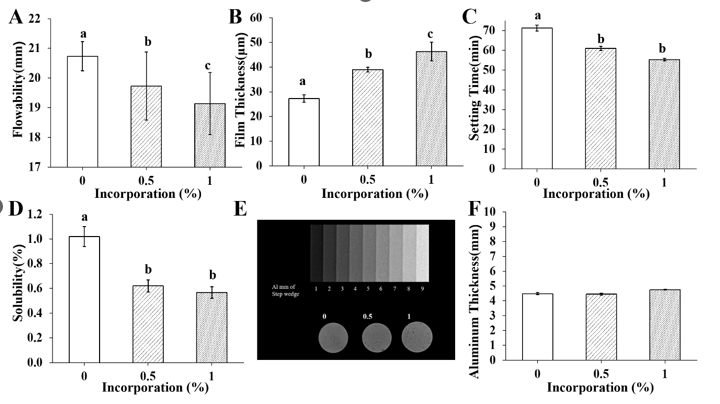 A
Flowability(mm)
22
21
20
19
18
17
a
b
c
0
0.5
1
Incorporation (%)
B
Film Thickness(μm)
60
50
40
30
20
10
0
a
b
c
0
0.5
1
Incorporation (%)
C
Setting Time(min)
70
60
50
40
30
20
10
0
a
b
b
0
0.5
1
Incorporation (%)
D
Solubility(%)
1.2
1.0
0.8
0.6
0.4
0.2
0.0
a
b
b
0
0.5
1
Incorporation (%)
E
Al mm of
Step wedge
1 2 3 4 5 6 7 8 9
0 0.5 1
F
Aluminum Thickness(mm)
10
9
8
7
6
5
4
3
2
1
0
0
0.5
1
Incorporation (%)